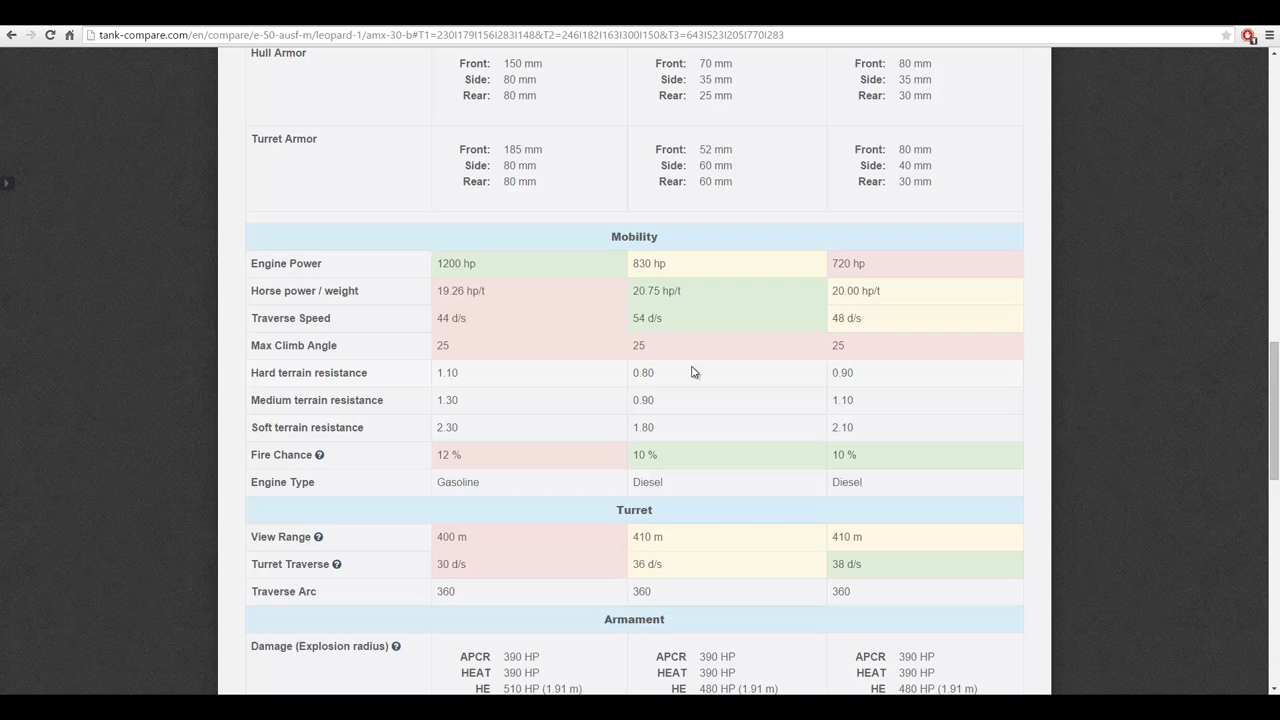 tank-compare.com/en/compare/e-50-ausf-m/leopard-1/amx-30-b#T1=230I179I156I283I148&T2=246I182I163I300I150&T3=643I523I205I770I283
Hull Armor
Front: 150 mm Front: 70 mm Front: 80 mm
Side: 80 mm Side: 35 mm Side: 35 mm
Rear: 80 mm Rear: 25 mm Rear: 30 mm
Turret Armor
Front: 185 mm Front: 52 mm Front: 80 mm
Side: 80 mm Side: 60 mm Side: 40 mm
Rear: 80 mm Rear: 60 mm Rear: 30 mm
Mobility
Engine Power 1200 hp 830 hp 720 hp
Horse power / weight 19.26 hp/t 20.75 hp/t 20.00 hp/t
Traverse Speed 44 d/s 54 d/s 48 d/s
Max Climb Angle 25 25 25
Hard terrain resistance 1.10 0.80 0.90
Medium terrain resistance 1.30 0.90 1.10
Soft terrain resistance 2.30 1.80 2.10
Fire Chance ? 12 % 10 % 10 %
Engine Type Gasoline Diesel Diesel
Turret
View Range ? 400 m 410 m 410 m
Turret Traverse ? 30 d/s 36 d/s 38 d/s
Traverse Arc 360 360 360
Armament
Damage (Explosion radius) ?
APCR 390 HP APCR 390 HP APCR 390 HP
HEAT 390 HP HEAT 390 HP HEAT 390 HP
HE 510 HP (1.91 m) HE 480 HP (1.91 m) HE 480 HP (1.91 m)